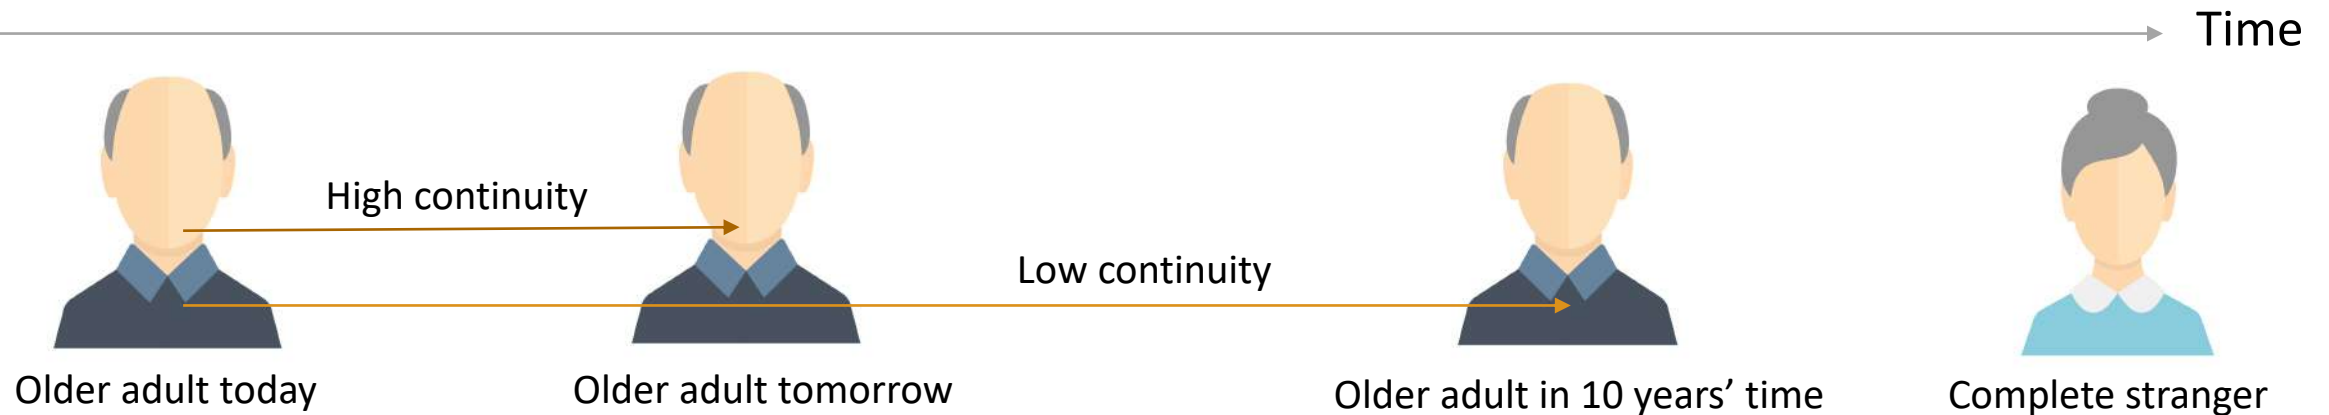 Time
High continuity
Low continuity
Older adult today
Older adult tomorrow
Older adult in 10 years’ time
Complete stranger